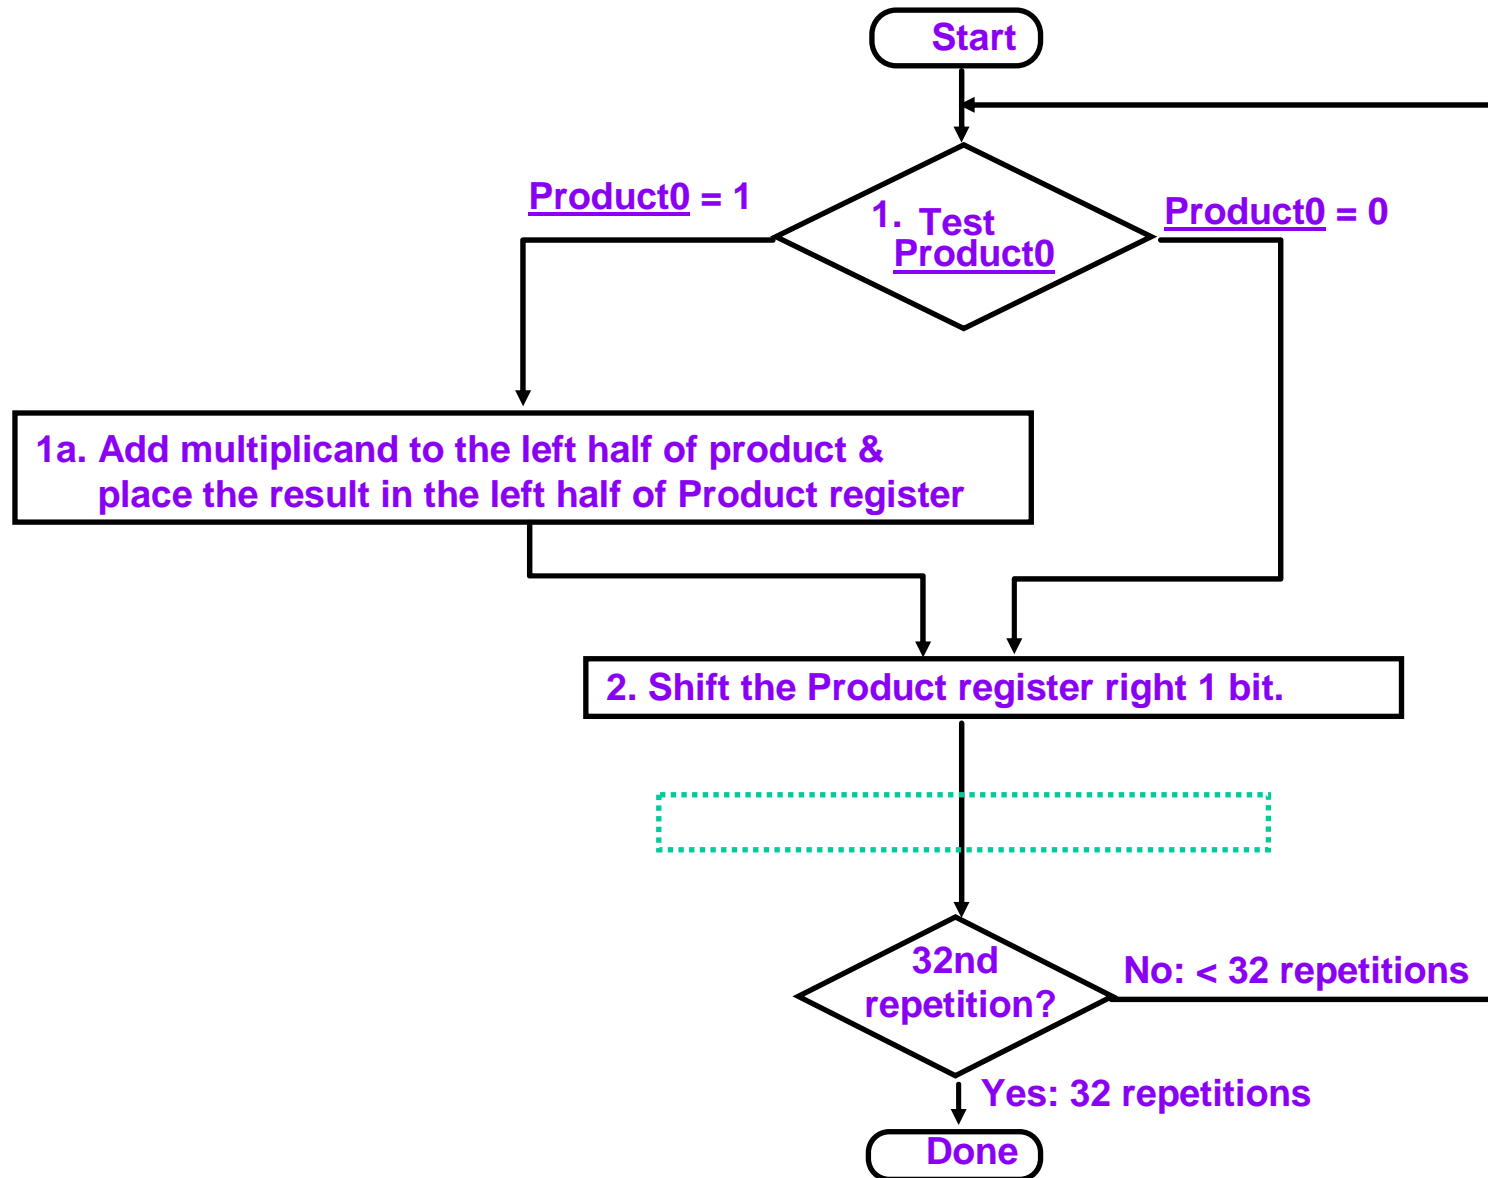 Start
Product0 = 1
1. Test
Product0
Product0 = 0
1a. Add multiplicand to the left half of product &
place the result in the left half of Product register
2. Shift the Product register right 1 bit.
32nd
repetition?
No: < 32 repetitions
Yes: 32 repetitions
Done